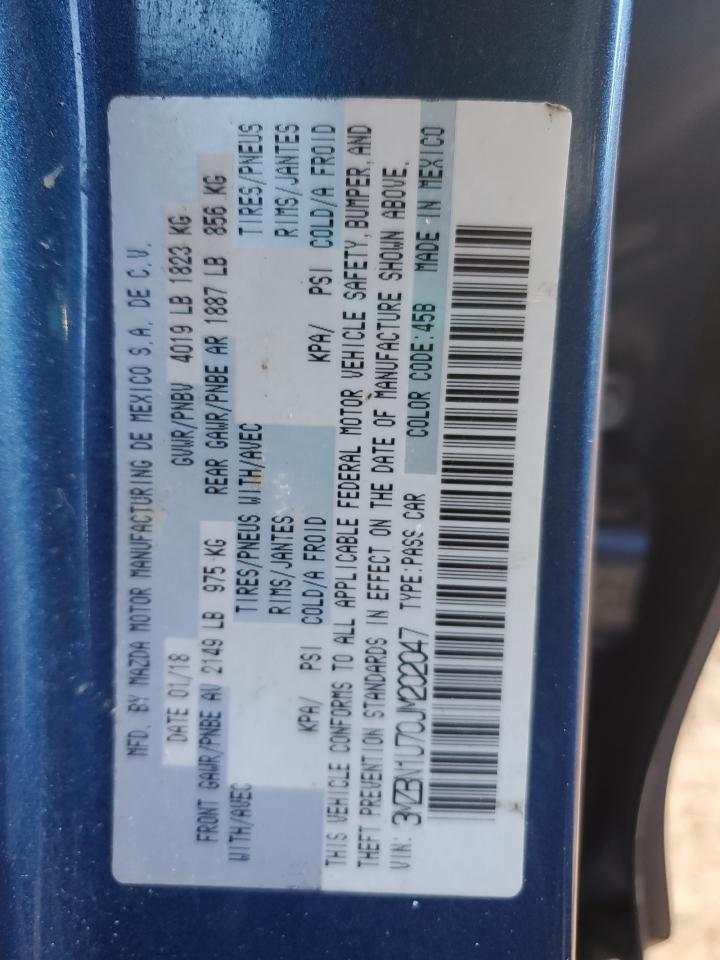 MFD. BY MAZDA MOTOR MANUFACTURING DE MEXICO S.A. DE C.V.
DATE 01/18 GVWR/PNBV 4019 LB 1823 KG
FRONT GAWR/PNBE AV 2149 LB 975 KG REAR GAWR/PNBE AR 1887 LB 856 KG
WITH/AVEC TIRES/PNEUS WITH/AVEC TIRES/PNEUS
RIMS/JANTES RIMS/JANTES
KPA/ PSI COLD/A FROID KPA/ PSI COLD/A FROID
THIS VEHICLE CONFORMS TO ALL APPLICABLE FEDERAL MOTOR VEHICLE SAFETY, BUMPER, AND
THEFT PREVENTION STANDARDS IN EFFECT ON THE DATE OF MANUFACTURE SHOWN ABOVE.
VIN: 3MZBN1U70JM202047 TYPE:PASS CAR COLOR CODE:45B MADE IN MEXICO